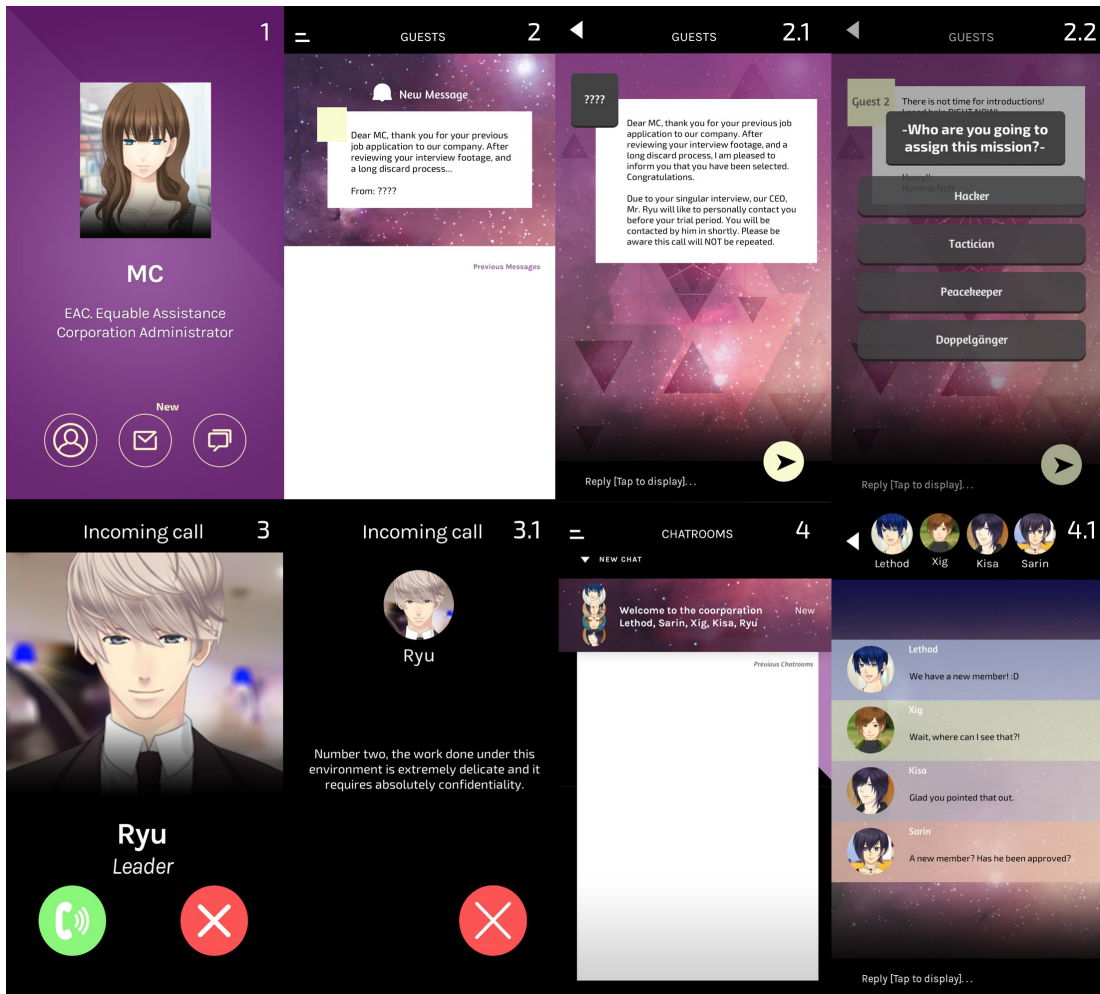 1
MC
EAC. Equable Assistance
Corporation Administrator
New
GUESTS
2
New Message
Dear MC, thank you for your previous
job application to our company. After
reviewing your interview footage, and
a long discard process...
From: ????
Previous Messages
GUESTS
2.1
????
Dear MC, thank you for your previous job
application to our company. After
reviewing your interview footage, and a
long discard process, I am pleased to
inform you that you have been selected.
Congratulations.
Due to your singular interview, our CEO,
Mr. Ryu will like to personally contact you
before your trial period. You will be
contacted by him in shortly. Please be
aware this call will NOT be repeated.
Reply [Tap to display]. . .
GUESTS
2.2
Guest 2
There is not time for introductions!
-Who are you going to
assign this mission?-
Hurry!!
Hacker
Tactician
Peacekeeper
Doppelgänger
Reply [Tap to display]. . .
Incoming call
3
Ryu
Leader
Incoming call
3.1
Ryu
Number two, the work done under this
environment is extremely delicate and it
requires absolutely confidentiality.
CHATROOMS
4
NEW CHAT
Welcome to the coorporation
New
Lethod, Sarin, Xig, Kisa, Ryu
Previous Chatrooms
4.1
Lethod
Xig
Kisa
Sarin
Lethod
We have a new member! :D
Xig
Wait, where can I see that?!
Kisa
Glad you pointed that out.
Sarin
A new member? Has he been approved?
Reply [Tap to display]. . .